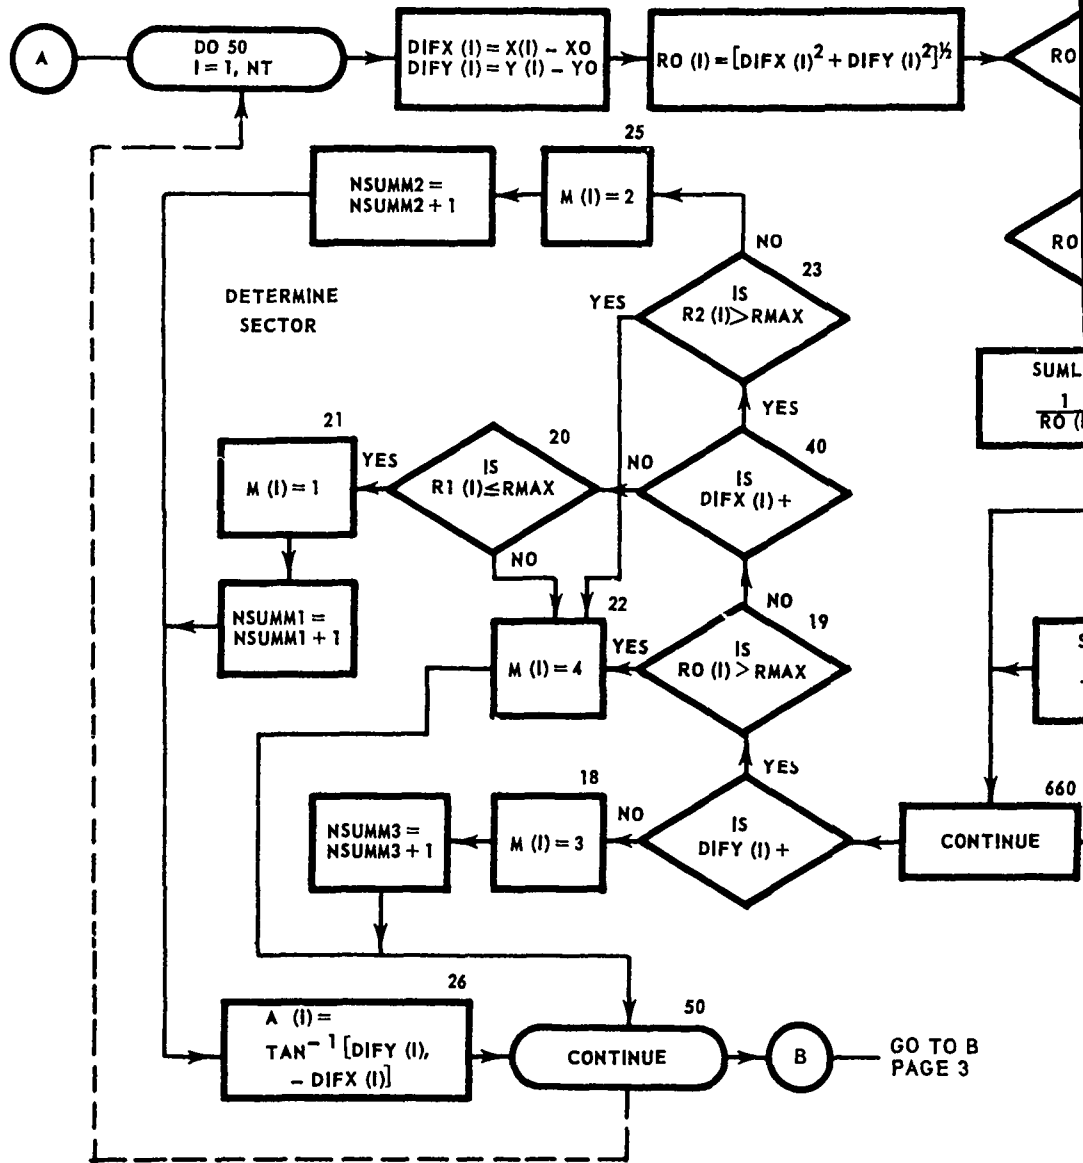 A
DO 50
I = 1, NT
DIFX (I) = X(I) – XO
DIFY (I) = Y (I) – YO
RO (I) = [DIFX (I)² + DIFY (I)²]½
RO
25
NSUMM2 =
NSUMM2 + 1
M (I) = 2
NO
23
RO
DETERMINE
SECTOR
YES
IS
R2 (I) > RMAX
YES
SUML
1
RO (I
21
20
40
YES
IS
R1 (I) ≤ RMAX
NO
IS
DIFX (I) +
M (I) = 1
NO
NO
22
19
NSUMM1 =
NSUMM1 + 1
M (I) = 4
YES
IS
RO (I) > RMAX
S
YES
18
660
NSUMM3 =
NSUMM3 + 1
M (I) = 3
NO
IS
DIFY (I) +
CONTINUE
26
50
A (I) =
TAN⁻¹ [DIFY (I),
– DIFX (I)]
CONTINUE
B
GO TO B
PAGE 3